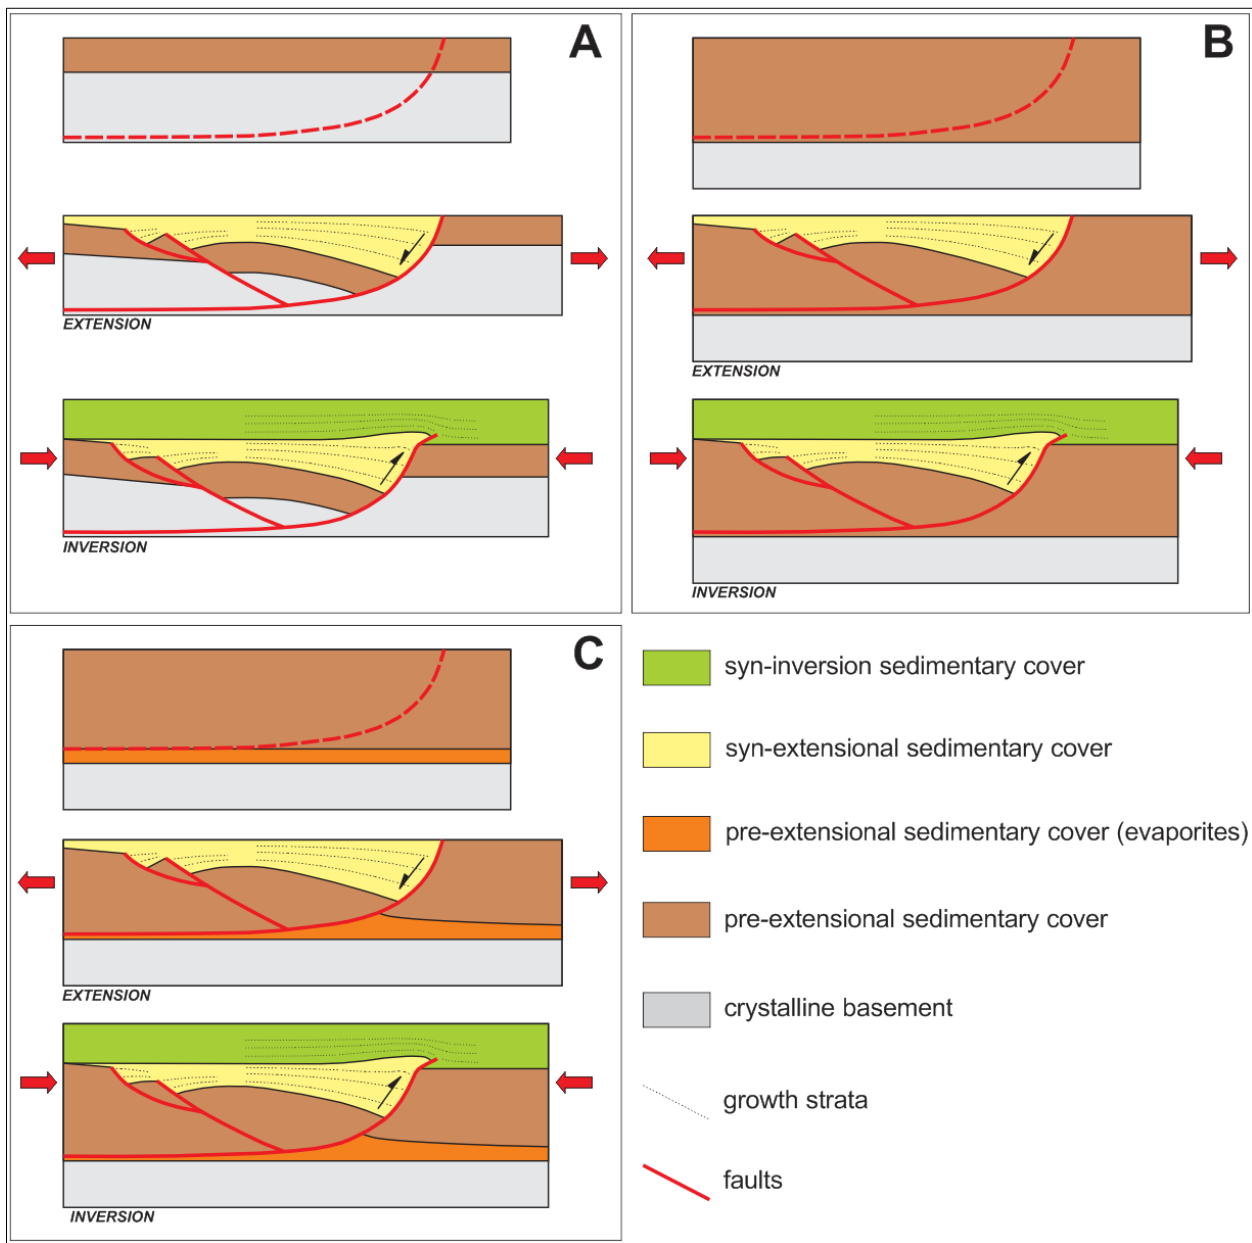 A
EXTENSION
INVERSION
B
EXTENSION
INVERSION
C
EXTENSION
INVERSION
syn-inversion sedimentary cover
syn-extensional sedimentary cover
pre-extensional sedimentary cover (evaporites)
pre-extensional sedimentary cover
crystalline basement
growth strata
faults